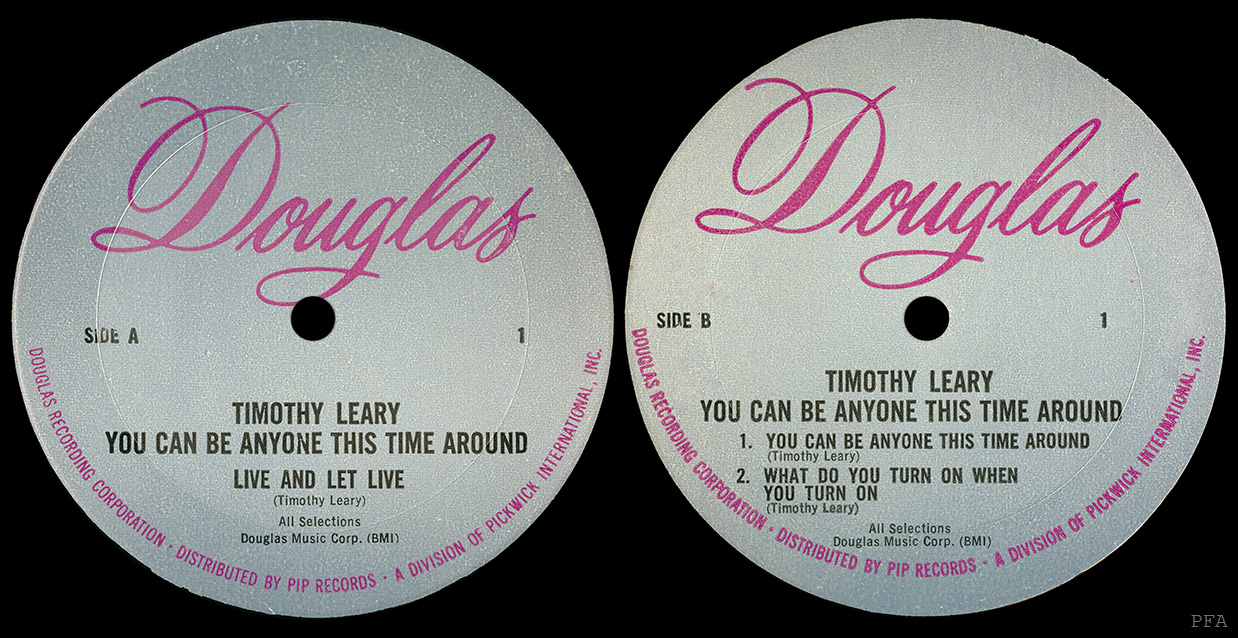 Douglas
SIDE A 1
TIMOTHY LEARY
YOU CAN BE ANYONE THIS TIME AROUND
LIVE AND LET LIVE
(Timothy Leary)
All Selections
Douglas Music Corp. (BMI)
DOUGLAS RECORDING CORPORATION • DISTRIBUTED BY PIP RECORDS • A DIVISION OF PICKWICK INTERNATIONAL, INC.
Douglas
SIDE B 1
TIMOTHY LEARY
YOU CAN BE ANYONE THIS TIME AROUND
1. YOU CAN BE ANYONE THIS TIME AROUND
(Timothy Leary)
2. WHAT DO YOU TURN ON WHEN
YOU TURN ON
(Timothy Leary)
All Selections
Douglas Music Corp. (BMI)
DOUGLAS RECORDING CORPORATION • DISTRIBUTED BY PIP RECORDS • A DIVISION OF PICKWICK INTERNATIONAL, INC.
PFA